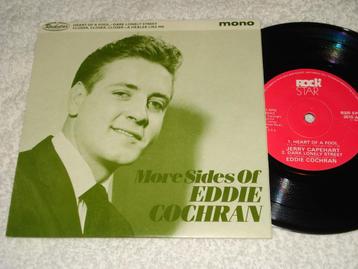 Rockstar
HEART OF A FOOL—DARK LONELY STREET
CLOSER, CLOSER, CLOSER—A HEALER LIKE ME
mono
More Sides Of
EDDIE
COCHRAN
ROCK
STAR
1. HEART OF A FOOL
JERRY CAPEHART
2. DARK LONELY STREET
EDDIE COCHRAN